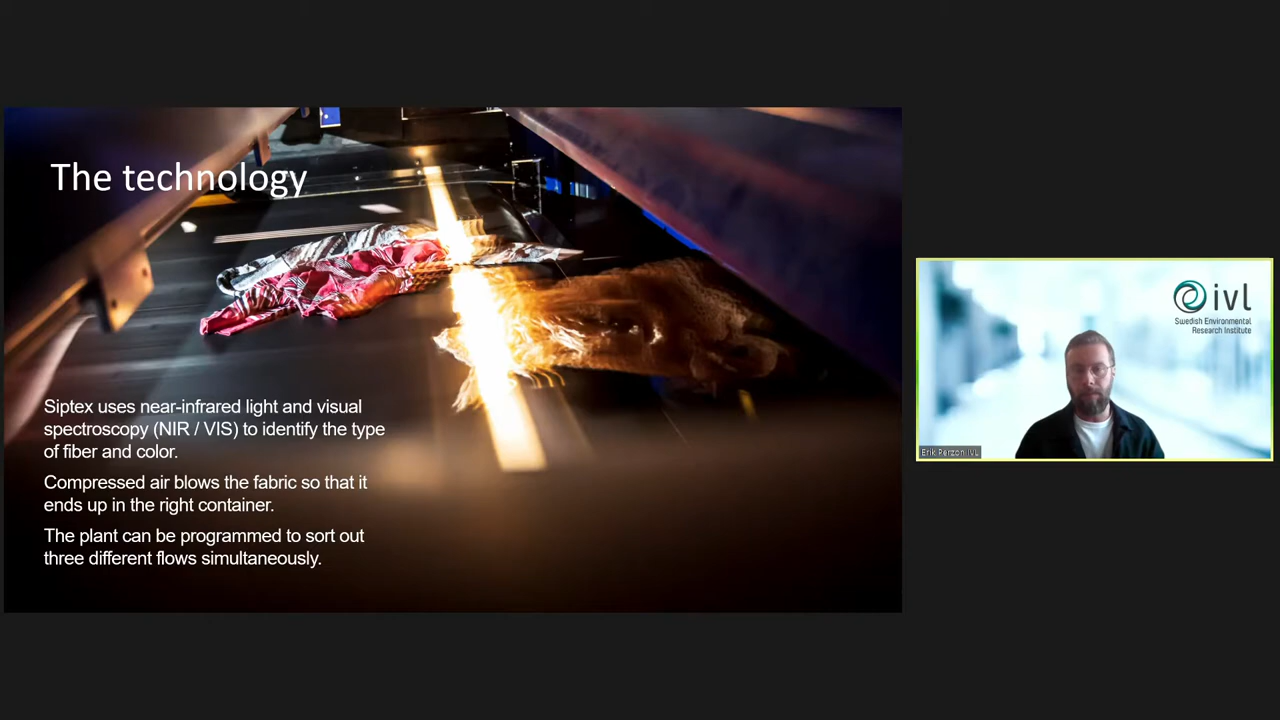 The technology
Siptex uses near-infrared light and visual
spectroscopy (NIR / VIS) to identify the type
of fiber and color.
Compressed air blows the fabric so that it
ends up in the right container.
The plant can be programmed to sort out
three different flows simultaneously.
ivl
Swedish Environmental
Research Institute
Erik Perzon IVL